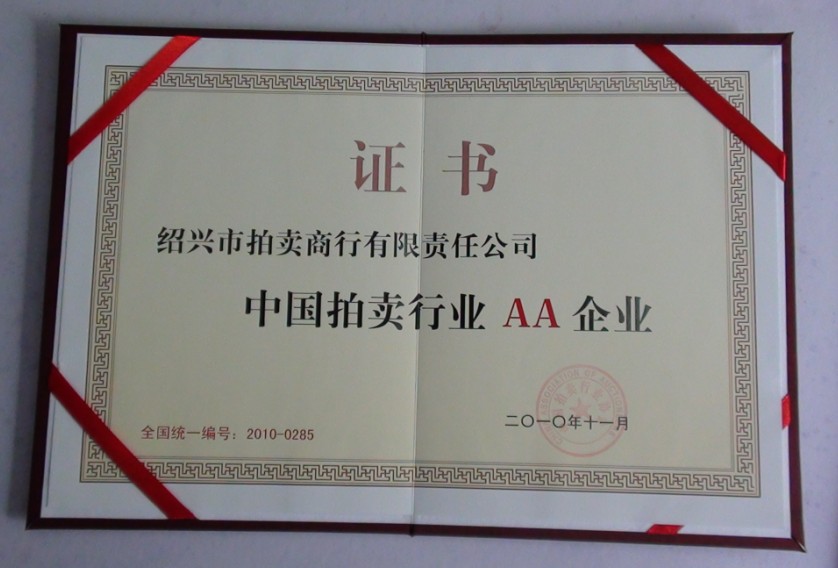 证书
绍兴市拍卖商行有限责任公司
中国拍卖行业 AA 企业
二〇一〇年十一月
全国统一编号：2010-0285